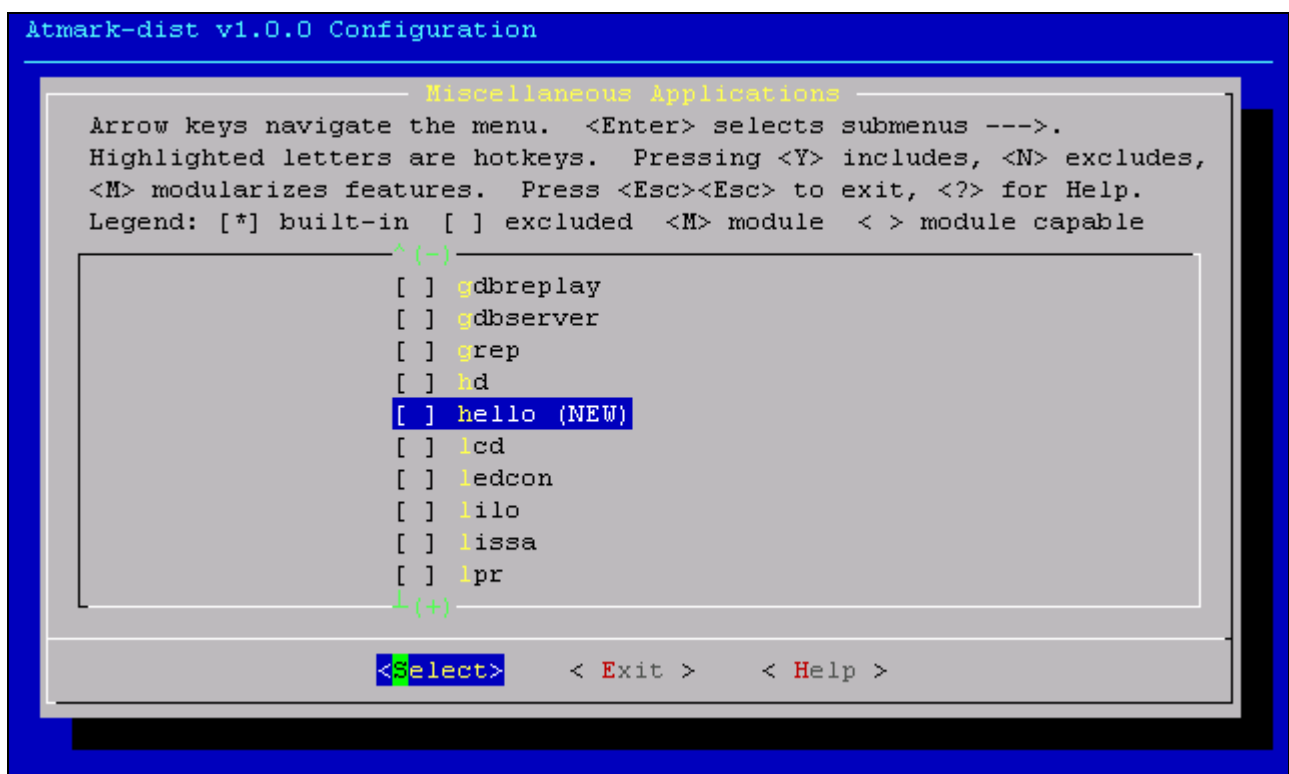 Atmark-dist v1.0.0 Configuration
Miscellaneous Applications
Arrow keys navigate the menu.  <Enter> selects submenus --->.
Highlighted letters are hotkeys.  Pressing <Y> includes, <N> excludes,
<M> modularizes features.  Press <Esc><Esc> to exit, <?> for Help.
Legend: [*] built-in  [ ] excluded  <M> module  < > module capable
^(-)
[ ] gdbreplay
[ ] gdbserver
[ ] grep
[ ] hd
[ ] hello (NEW)
[ ] lcd
[ ] ledcon
[ ] lilo
[ ] lissa
[ ] lpr
┴(+)
<Select>    < Exit >    < Help >